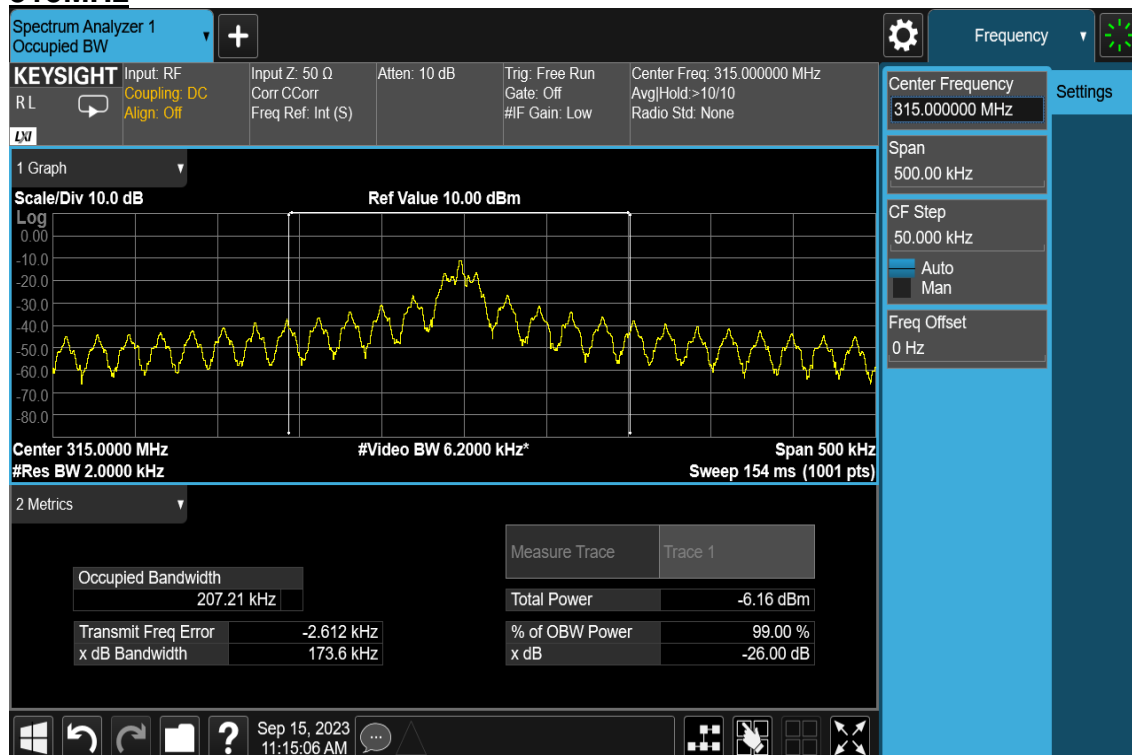 315MHz
Spectrum Analyzer 1
Occupied BW
+
Frequency
KEYSIGHT
R L
LXI
Input: RF
Coupling: DC
Align: Off
Input Z: 50 Ω
Corr CCorr
Freq Ref: Int (S)
Atten: 10 dB
Trig: Free Run
Gate: Off
#IF Gain: Low
Center Freq: 315.000000 MHz
Avg|Hold:>10/10
Radio Std: None
Center Frequency
315.000000 MHz
Settings
Span
500.00 kHz
CF Step
50.000 kHz
Auto
Man
Freq Offset
0 Hz
1 Graph
Scale/Div 10.0 dB
Ref Value 10.00 dBm
Log
0.00
-10.0
-20.0
-30.0
-40.0
-50.0
-60.0
-70.0
-80.0
Center 315.0000 MHz
#Video BW 6.2000 kHz*
Span 500 kHz
#Res BW 2.0000 kHz
Sweep 154 ms (1001 pts)
2 Metrics
Measure Trace
Trace 1
Occupied Bandwidth
207.21 kHz
Total Power
-6.16 dBm
Transmit Freq Error
-2.612 kHz
% of OBW Power
99.00 %
x dB Bandwidth
173.6 kHz
x dB
-26.00 dB
?
Sep 15, 2023
11:15:06 AM